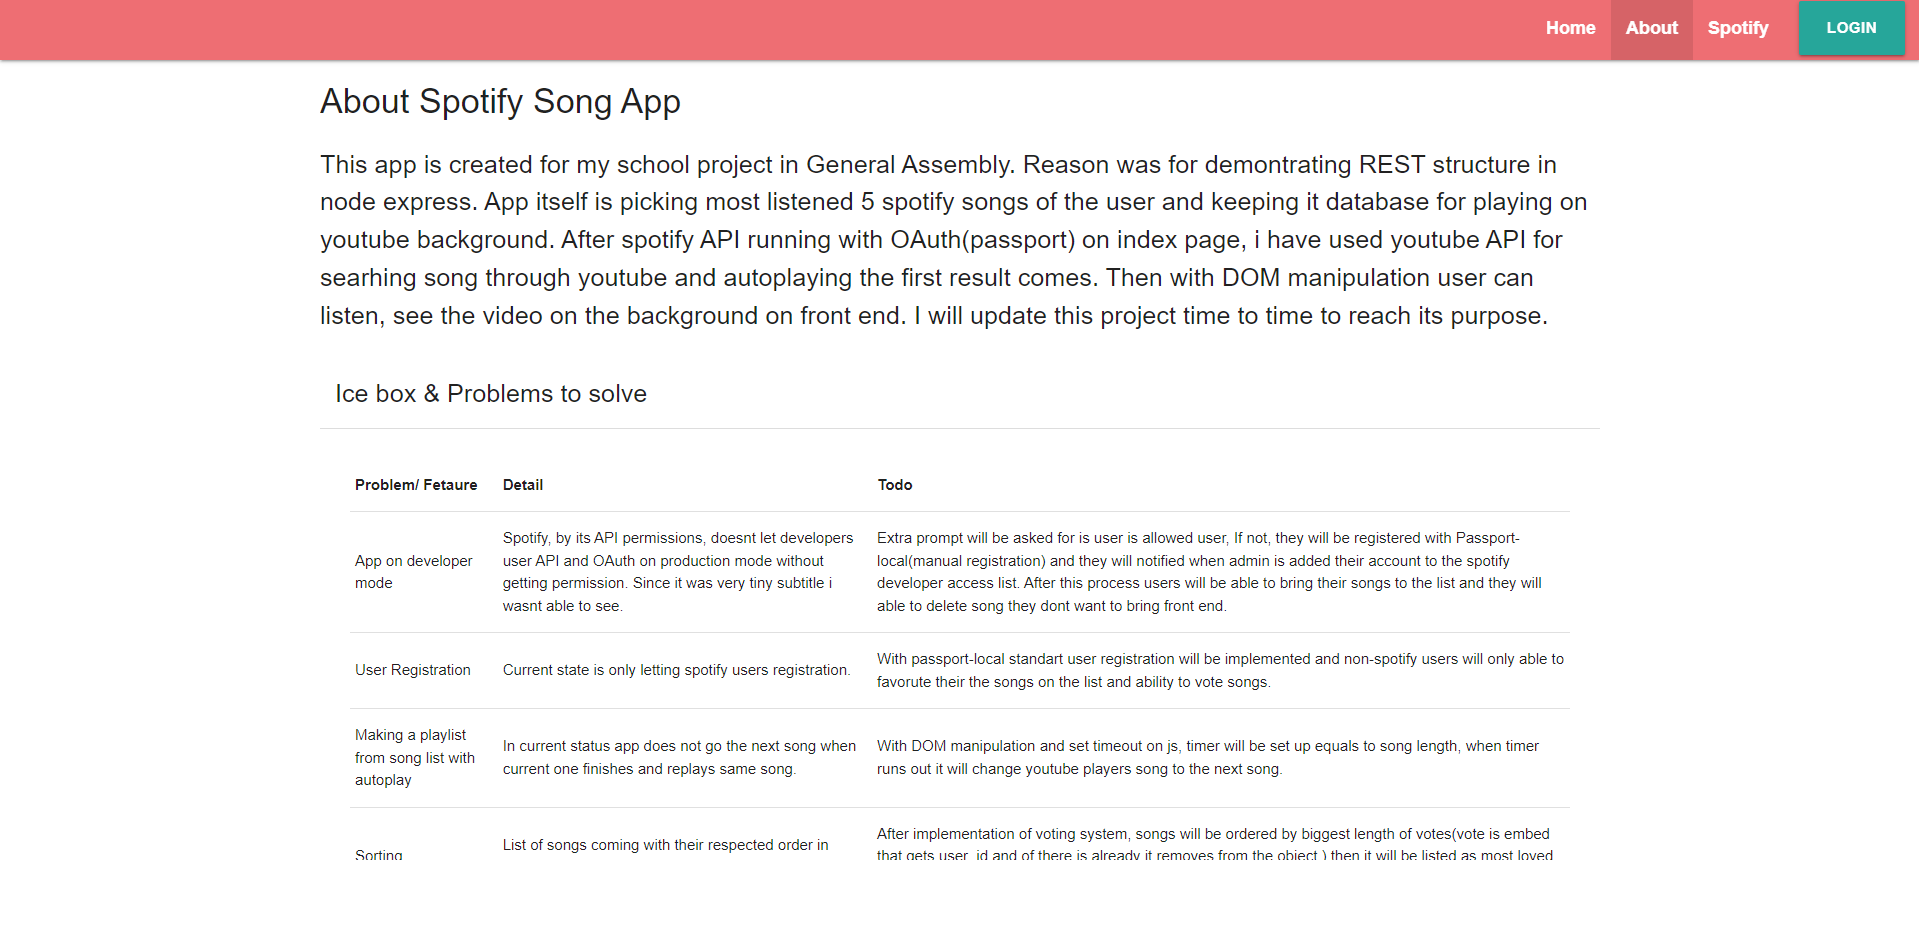 Home About Spotify LOGIN
About Spotify Song App
This app is created for my school project in General Assembly. Reason was for demontrating REST structure in
node express. App itself is picking most listened 5 spotify songs of the user and keeping it database for playing on
youtube background. After spotify API running with OAuth(passport) on index page, i have used youtube API for
searhing song through youtube and autoplaying the first result comes. Then with DOM manipulation user can
listen, see the video on the background on front end. I will update this project time to time to reach its purpose.
Ice box & Problems to solve
Problem/ Fetaure Detail Todo
App on developer
mode
Spotify, by its API permissions, doesnt let developers
user API and OAuth on production mode without
getting permission. Since it was very tiny subtitle i
wasnt able to see.
Extra prompt will be asked for is user is allowed user, If not, they will be registered with Passport-
local(manual registration) and they will notified when admin is added their account to the spotify
developer access list. After this process users will be able to bring their songs to the list and they will
able to delete song they dont want to bring front end.
User Registration
Current state is only letting spotify users registration.
With passport-local standart user registration will be implemented and non-spotify users will only able to
favorute their the songs on the list and ability to vote songs.
Making a playlist
from song list with
autoplay
In current status app does not go the next song when
current one finishes and replays same song.
With DOM manipulation and set timeout on js, timer will be set up equals to song length, when timer
runs out it will change youtube players song to the next song.
Sorting
List of songs coming with their respected order in
After implementation of voting system, songs will be ordered by biggest length of votes(vote is embed
that gets user_id and of there is already it removes from the object ) then it will be listed as most loved